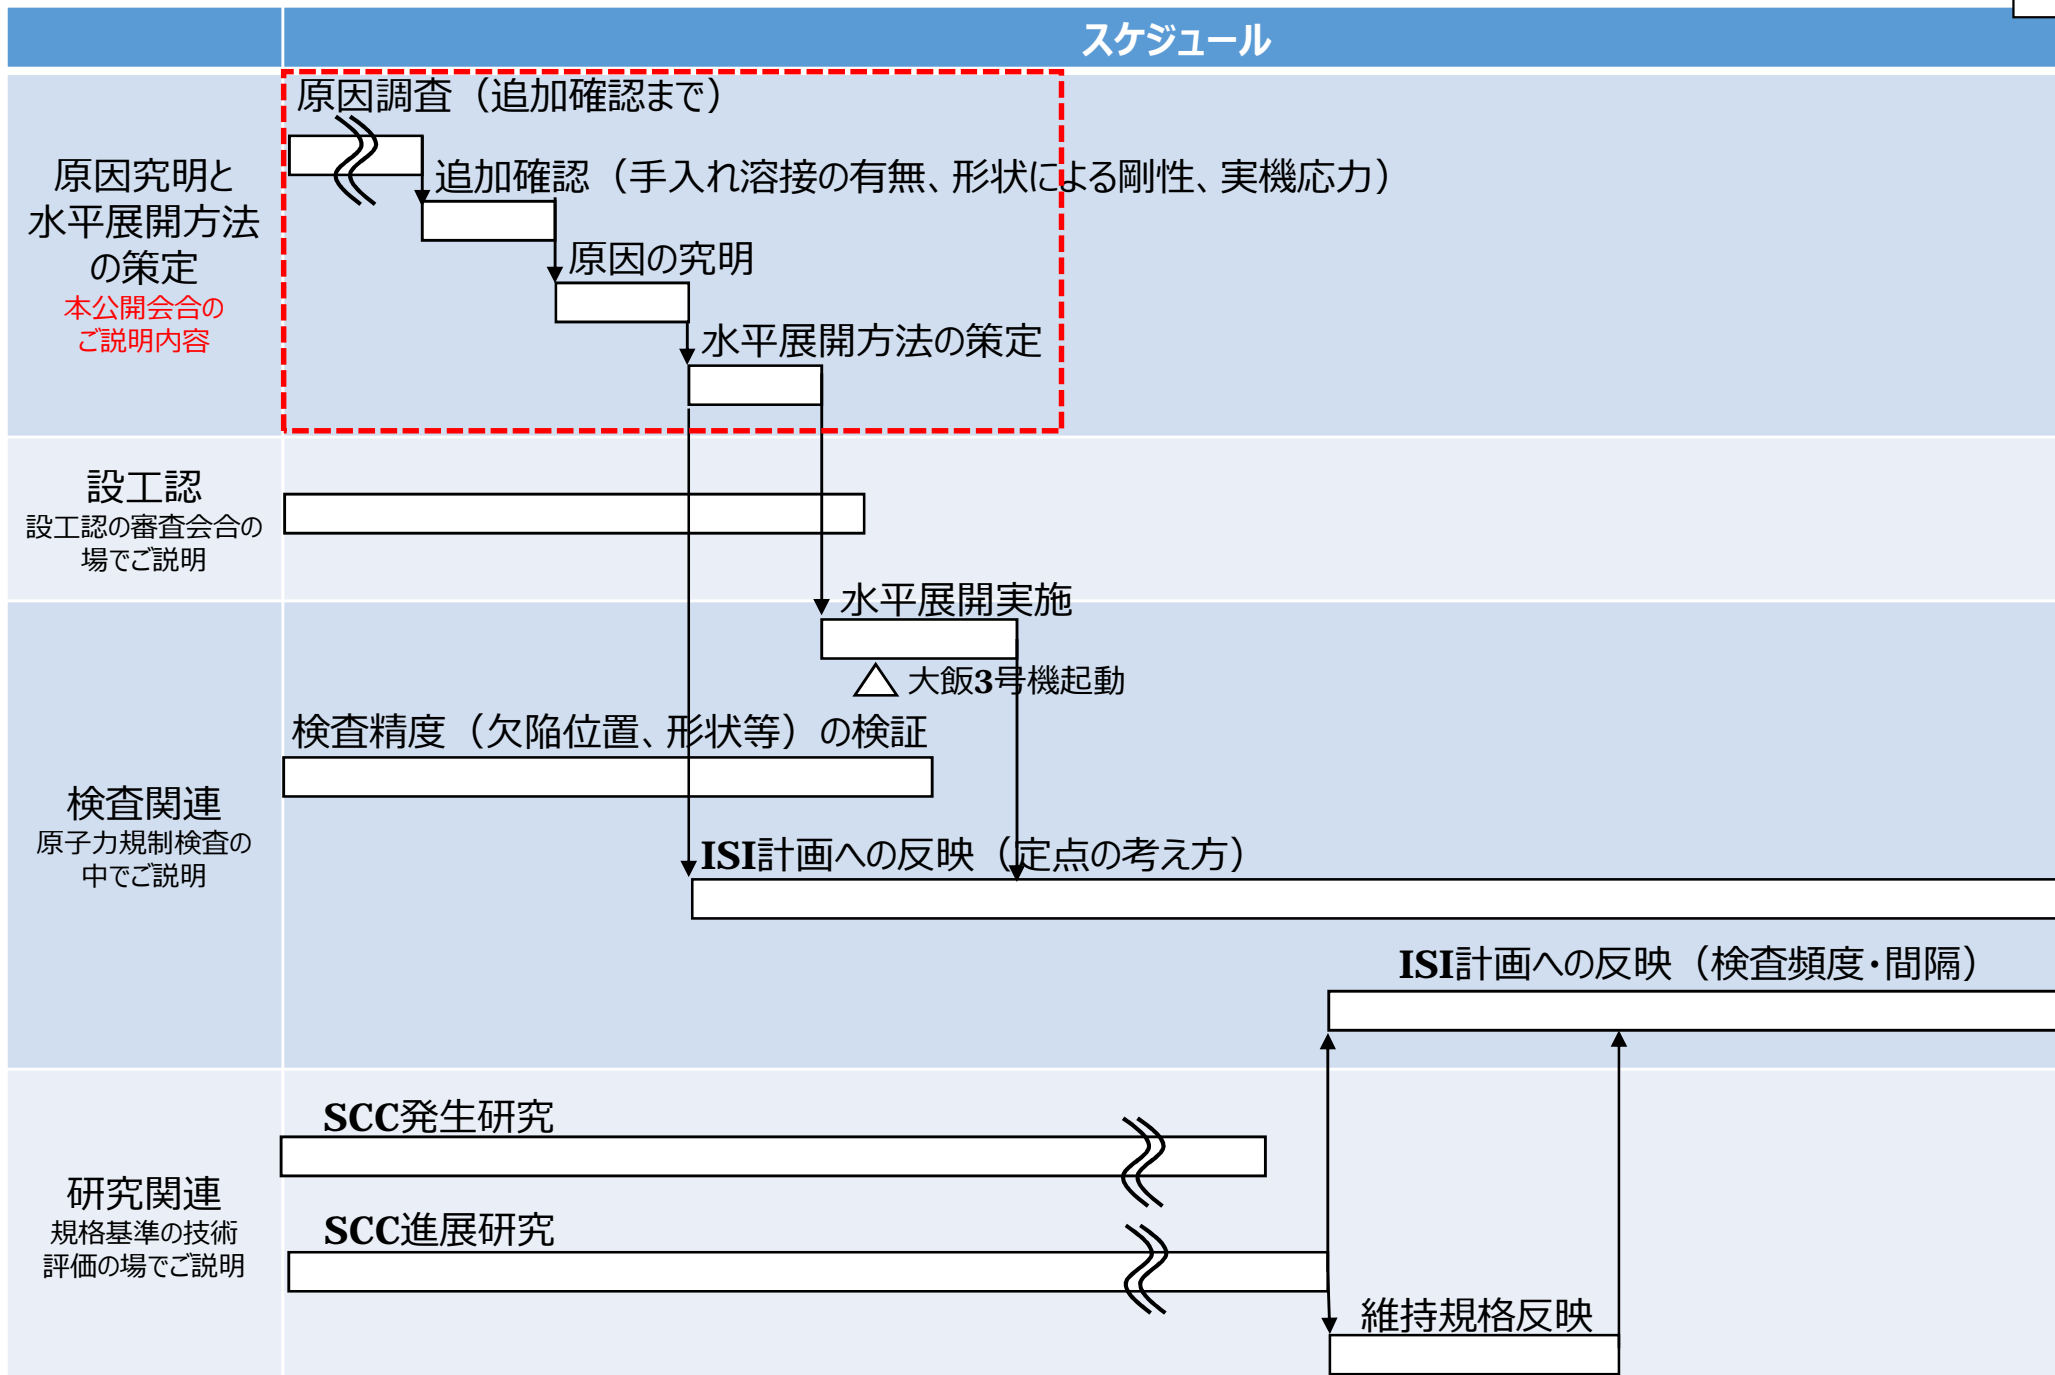 スケジュール
原因究明と
水平展開方法
の策定
本公開会合の
ご説明内容
原因調査（追加確認まで）
追加確認（手入れ溶接の有無、形状による剛性、実機応力）
原因の究明
水平展開方法の策定
設工認
設工認の審査会合の
場でご説明
検査関連
原子力規制検査の
中でご説明
水平展開実施
大飯3号機起動
検査精度（欠陥位置、形状等）の検証
ISI計画への反映（定点の考え方）
ISI計画への反映（検査頻度・間隔）
研究関連
規格基準の技術
評価の場でご説明
SCC発生研究
SCC進展研究
維持規格反映